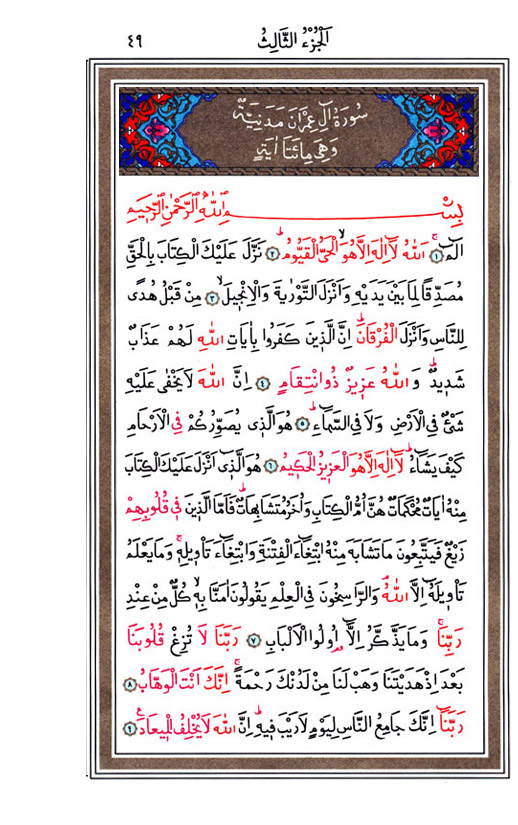 اَلْجُزْءُ الثَّالِثُ ٤٩
سُورَةُ اٰلِ عِمْرٰنَ مَدَنِيَّةٌ
وَهِيَ مِائَتَا اٰيَةٍ
بِسْمِ اللّٰهِ الرَّحْمٰنِ الرَّحِيمِ
الٓمٓۚ ﴿١﴾ اَللّٰهُ لَٓا اِلٰهَ اِلَّا هُوَۙ الْحَيُّ الْقَيُّومُۜ ﴿٢﴾ نَزَّلَ عَلَيْكَ الْكِتَابَ بِالْحَقِّ
مُصَدِّقًا لِمَا بَيْنَ يَدَيْهِ وَاَنْزَلَ التَّوْرٰيةَ وَالْاِنْجٖيلَۙ ﴿٣﴾ مِنْ قَبْلُ هُدًى
لِلنَّاسِ وَاَنْزَلَ الْفُرْقَانَۜ اِنَّ الَّذٖينَ كَفَرُوا بِاٰيَاتِ اللّٰهِ لَهُمْ عَذَابٌ
شَدٖيدٌۜ وَاللّٰهُ عَزٖيزٌ ذُو انْتِقَامٍ ﴿٤﴾ اِنَّ اللّٰهَ لَا يَخْفٰى عَلَيْهِ
شَيْءٌ فِي الْاَرْضِ وَلَا فِي السَّمَٓاءِۜ ﴿٥﴾ هُوَ الَّذٖي يُصَوِّرُكُمْ فِي الْاَرْحَامِ
كَيْفَ يَشَٓاءُۜ لَٓا اِلٰهَ اِلَّا هُوَ الْعَزٖيزُ الْحَكٖيمُ ﴿٦﴾ هُوَ الَّذٖٓي اَنْزَلَ عَلَيْكَ الْكِتَابَ
مِنْهُ اٰيَاتٌ مُحْكَمَاتٌ هُنَّ اُمُّ الْكِتَابِ وَاُخَرُ مُتَشَابِهَاتٌۜ فَاَمَّا الَّذٖينَ فٖي قُلُوبِهِمْ
زَيْغٌ فَيَتَّبِعُونَ مَا تَشَابَهَ مِنْهُ ابْتِغَٓاءَ الْفِتْنَةِ وَابْتِغَٓاءَ تَأْوٖيلِهٖۚ وَمَا يَعْلَمُ
تَأْوٖيلَهُٓ اِلَّا اللّٰهُۢ وَالرَّاسِخُونَ فِي الْعِلْمِ يَقُولُونَ اٰمَنَّا بِهٖۙ كُلٌّ مِنْ عِنْدِ
رَبِّنَاۚ وَمَا يَذَّكَّرُ اِلَّٓا اُو۬لُوا الْاَلْبَابِ ﴿٧﴾ رَبَّنَا لَا تُزِغْ قُلُوبَنَا
بَعْدَ اِذْ هَدَيْتَنَا وَهَبْ لَنَا مِنْ لَدُنْكَ رَحْمَةًۚ اِنَّكَ اَنْتَ الْوَهَّابُ ﴿٨﴾
رَبَّنَٓا اِنَّكَ جَامِعُ النَّاسِ لِيَوْمٍ لَا رَيْبَ فٖيهِۜ اِنَّ اللّٰهَ لَا يُخْلِفُ الْمٖيعَادَ۟ ﴿٩﴾